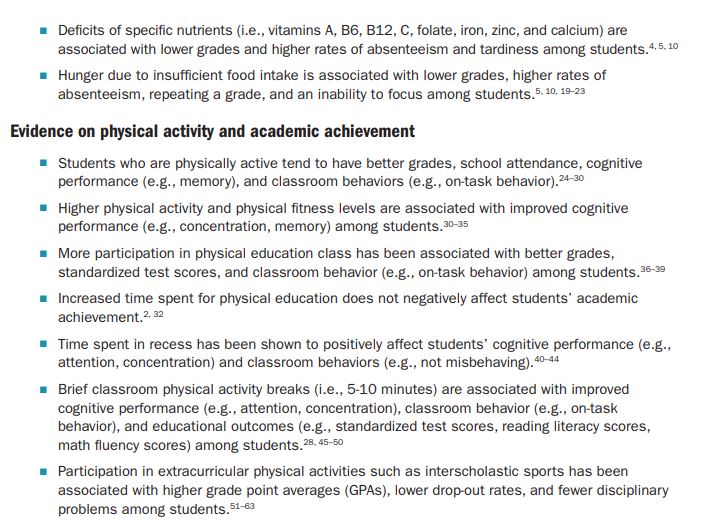 ▪ Deficits of specific nutrients (i.e., vitamins A, B6, B12, C, folate, iron, zinc, and calcium) are
associated with lower grades and higher rates of absenteeism and tardiness among students.4, 5, 10
▪ Hunger due to insufficient food intake is associated with lower grades, higher rates of
absenteeism, repeating a grade, and an inability to focus among students.5, 10, 19–23
Evidence on physical activity and academic achievement
▪ Students who are physically active tend to have better grades, school attendance, cognitive
performance (e.g., memory), and classroom behaviors (e.g., on-task behavior).24–30
▪ Higher physical activity and physical fitness levels are associated with improved cognitive
performance (e.g., concentration, memory) among students.30–35
▪ More participation in physical education class has been associated with better grades,
standardized test scores, and classroom behavior (e.g., on-task behavior) among students.36–39
▪ Increased time spent for physical education does not negatively affect students’ academic
achievement.2, 32
▪ Time spent in recess has been shown to positively affect students’ cognitive performance (e.g.,
attention, concentration) and classroom behaviors (e.g., not misbehaving).40–44
▪ Brief classroom physical activity breaks (i.e., 5-10 minutes) are associated with improved
cognitive performance (e.g., attention, concentration), classroom behavior (e.g., on-task
behavior), and educational outcomes (e.g., standardized test scores, reading literacy scores,
math fluency scores) among students.28, 45–50
▪ Participation in extracurricular physical activities such as interscholastic sports has been
associated with higher grade point averages (GPAs), lower drop-out rates, and fewer disciplinary
problems among students.51–63